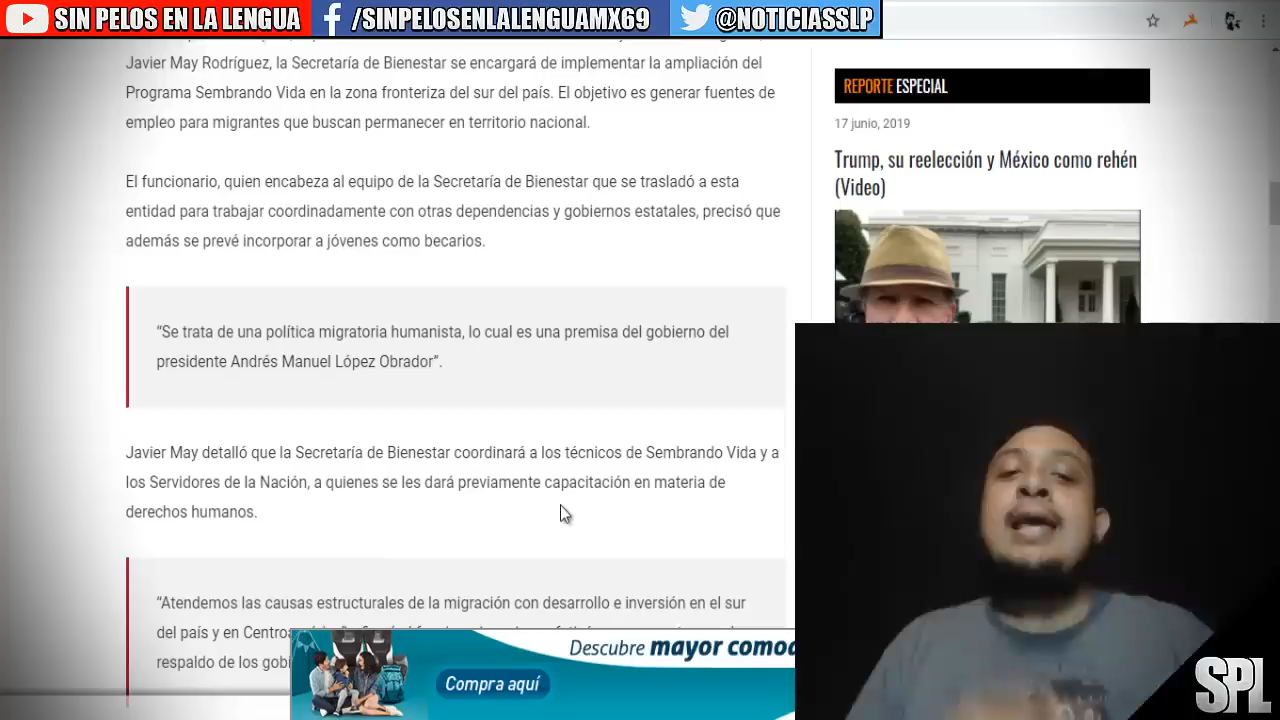 SIN PELOS EN LA LENGUA
/SINPELOSENLALENGUAMX69
@NOTICIASSLP
Javier May Rodríguez, la Secretaría de Bienestar se encargará de implementar la ampliación del
Programa Sembrando Vida en la zona fronteriza del sur del país. El objetivo es generar fuentes de
empleo para migrantes que buscan permanecer en territorio nacional.
El funcionario, quien encabeza al equipo de la Secretaría de Bienestar que se trasladó a esta
entidad para trabajar coordinadamente con otras dependencias y gobiernos estatales, precisó que
además se prevé incorporar a jóvenes como becarios.
“Se trata de una política migratoria humanista, lo cual es una premisa del gobierno del
presidente Andrés Manuel López Obrador”.
Javier May detalló que la Secretaría de Bienestar coordinará a los técnicos de Sembrando Vida y a
los Servidores de la Nación, a quienes se les dará previamente capacitación en materia de
derechos humanos.
“Atendemos las causas estructurales de la migración con desarrollo e inversión en el sur
del país y en
respaldo de los
REPORTE ESPECIAL
17 junio, 2019
Trump, su reelección y México como rehén
(Video)
Descubre mayor
Compra aquí
SPL